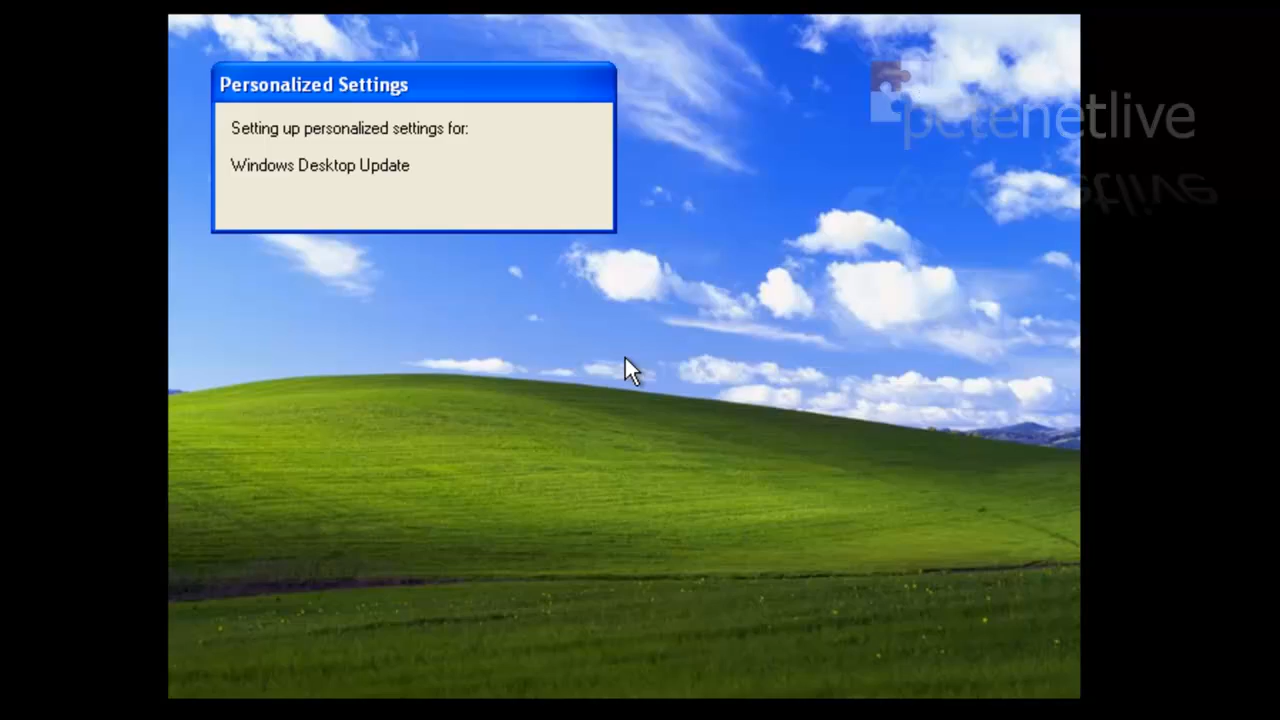 Personalized Settings
Setting up personalized settings for:
Windows Desktop Update
petenetlive